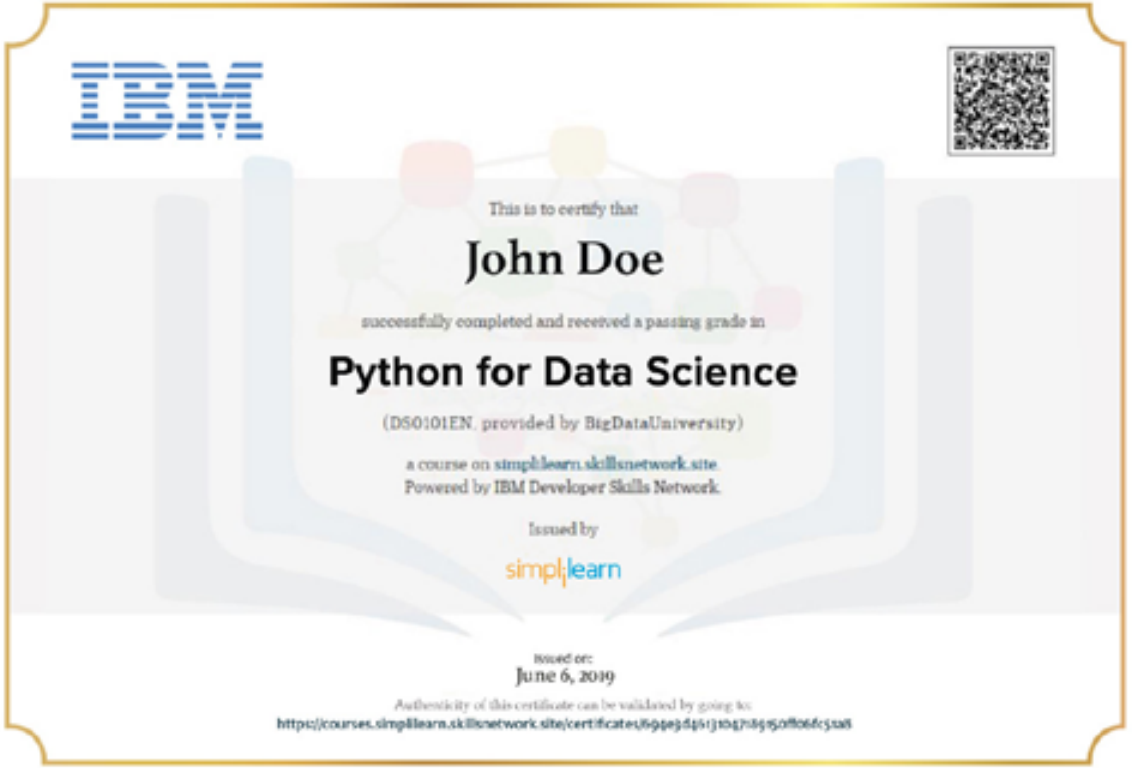 IBM
This is to certify that
John Doe
successfully completed and received a passing grade in
Python for Data Science
(DS0101EN, provided by BigDataUniversity)
a course on simplilearn.skillsnetwork.site.
Powered by IBM Developer Skills Network.
Issued by
simplilearn
Issued on:
June 6, 2019
Authenticity of this certificate can be validated by going to: